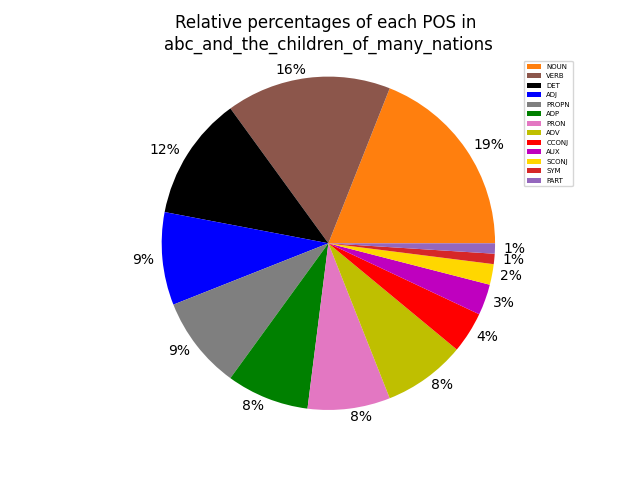 Relative percentages of each POS in
abc_and_the_children_of_many_nations
NOUN
VERB
DET
ADJ
PROPN
ADP
PRON
ADV
CCONJ
AUX
SCONJ
SYM
PART
19%
16%
12%
9%
9%
8%
8%
8%
4%
3%
2%
1%
1%